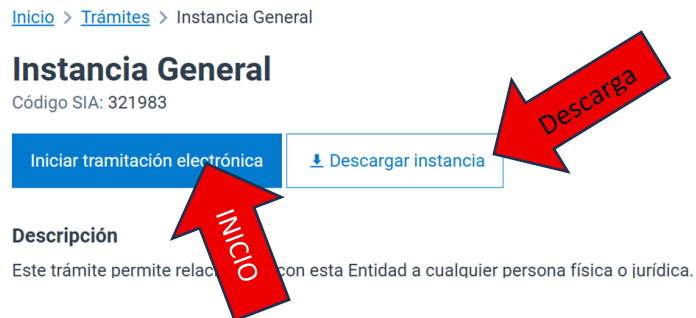 Inicio > Trámites > Instancia General
Instancia General
Código SIA: 321983
Iniciar tramitación electrónica
Descargar instancia
Descarga
INICIO
Descripción
Este trámite permite relac con esta Entidad a cualquier persona física o jurídica.